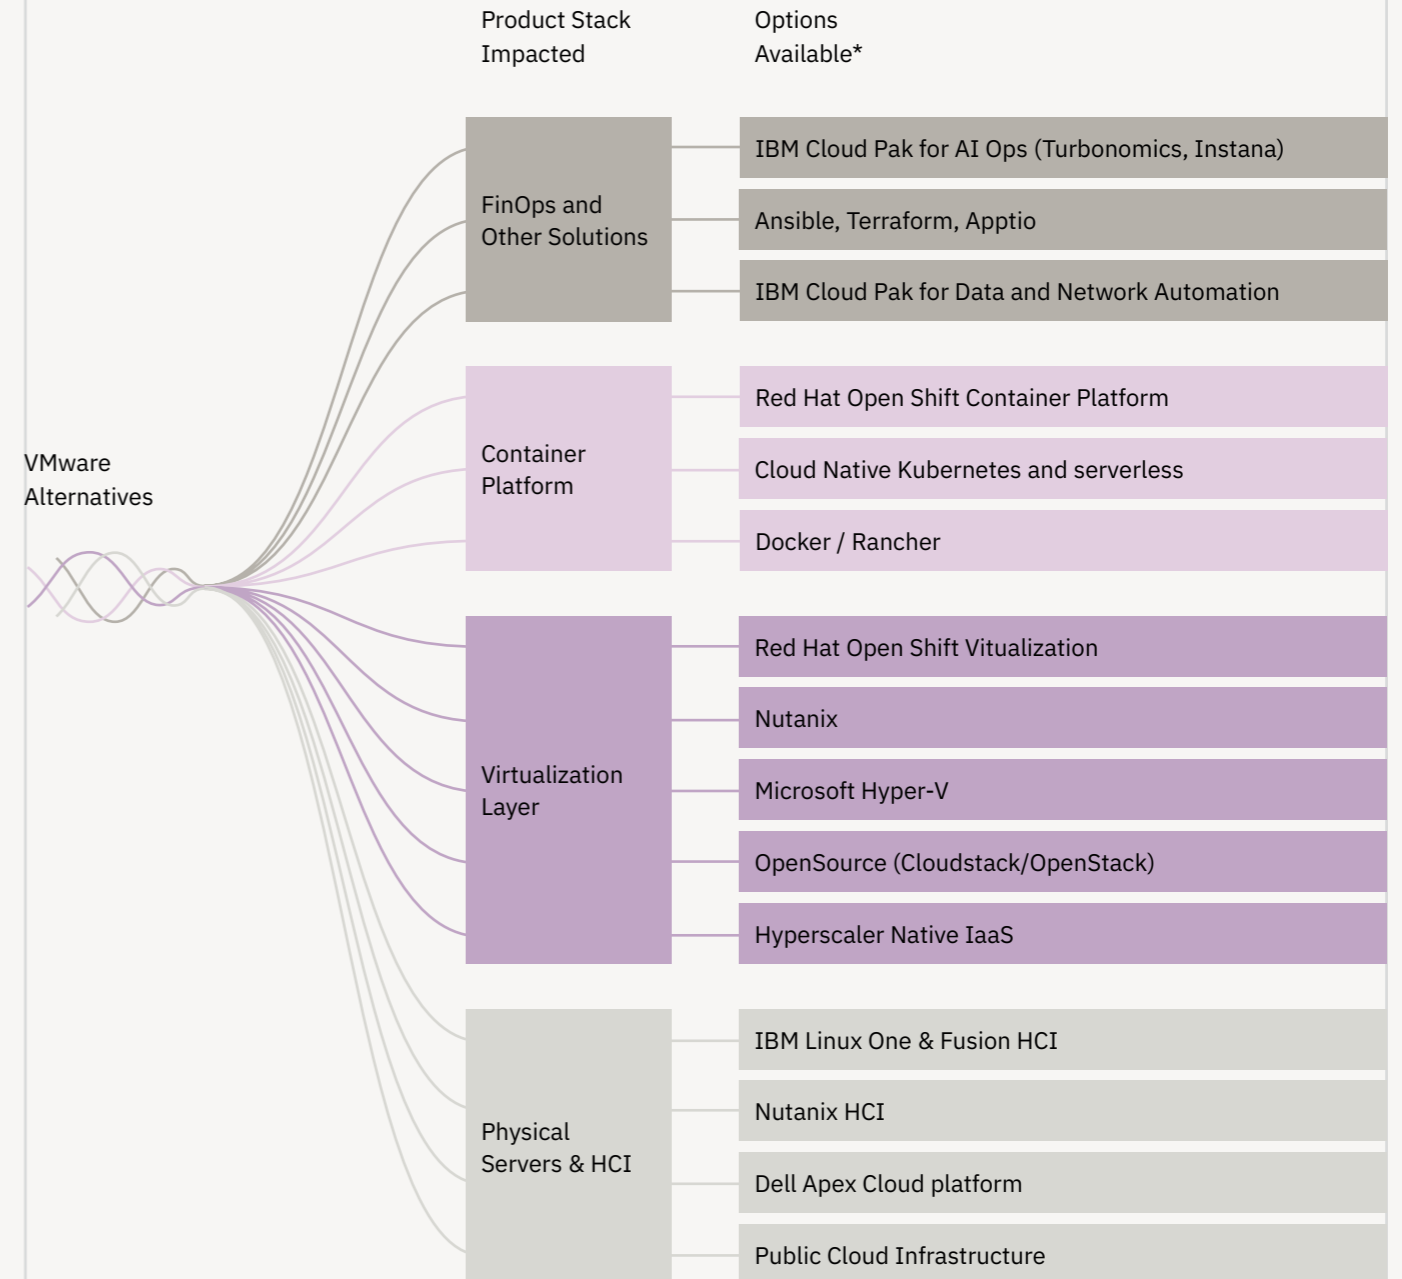 Product Stack
Impacted
Options
Available*
VMware
Alternatives
FinOps and
Other Solutions
IBM Cloud Pak for AI Ops (Turbonomics, Instana)
Ansible, Terraform, Apptio
IBM Cloud Pak for Data and Network Automation
Container
Platform
Red Hat Open Shift Container Platform
Cloud Native Kubernetes and serverless
Docker / Rancher
Virtualization
Layer
Red Hat Open Shift Vitualization
Nutanix
Microsoft Hyper-V
OpenSource (Cloudstack/OpenStack)
Hyperscaler Native IaaS
Physical
Servers & HCI
IBM Linux One & Fusion HCI
Nutanix HCI
Dell Apex Cloud platform
Public Cloud Infrastructure